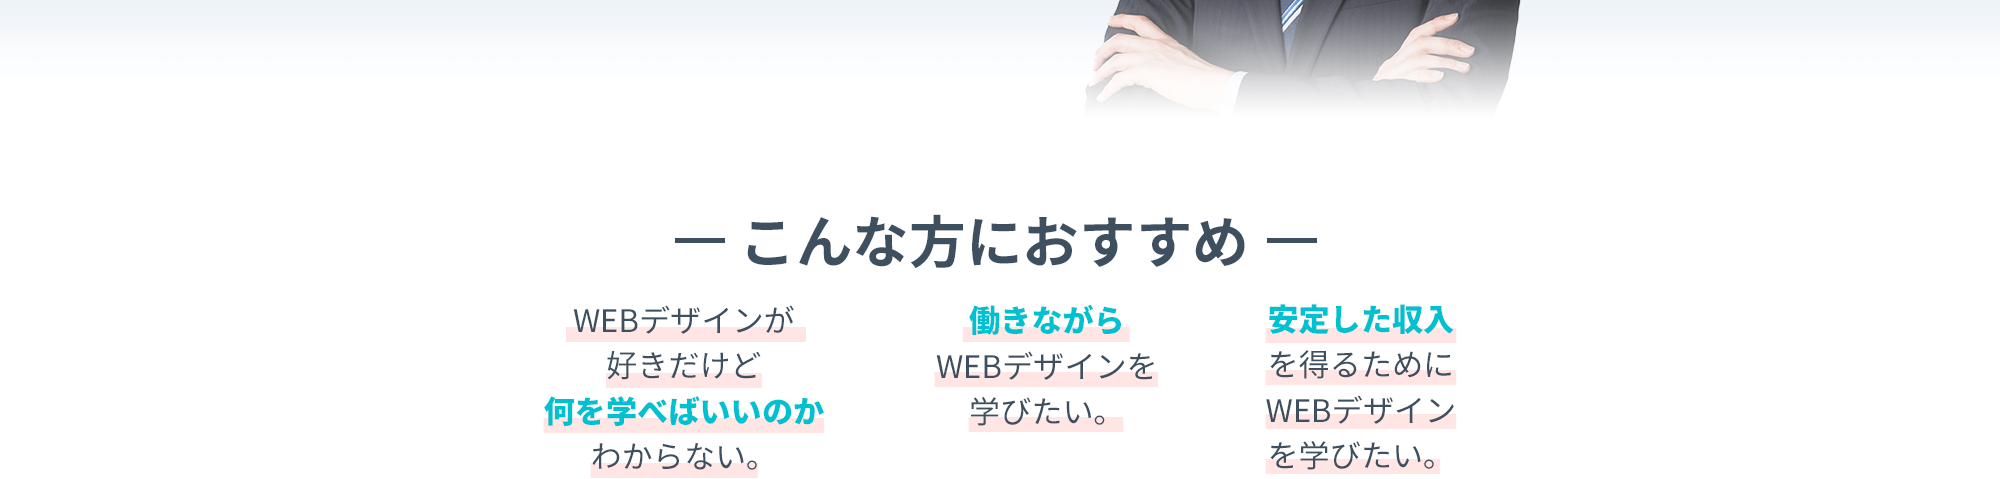 ― こんな方におすすめ ―
WEBデザインが
好きだけど
何を学べばいいのか
わからない。
働きながら
WEBデザインを
学びたい。
安定した収入
を得るために
WEBデザイン
を学びたい。